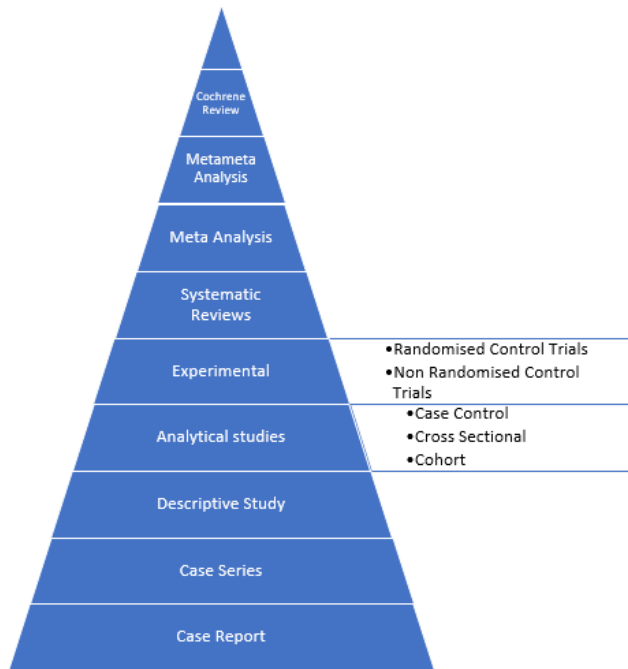 Cochrene
Review
Metameta
Analysis
Meta Analysis
Systematic
Reviews
Experimental
•Randomised Control Trials
•Non Randomised Control
Trials
Analytical studies
•Case Control
•Cross Sectional
•Cohort
Descriptive Study
Case Series
Case Report